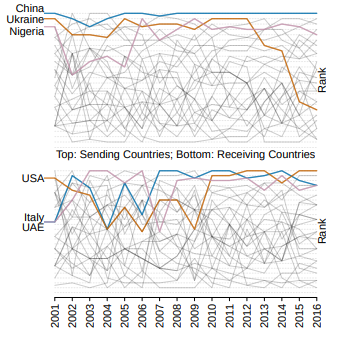 China
Ukraine
Nigeria
Rank
Top: Sending Countries; Bottom: Receiving Countries
USA
Italy
UAE
Rank
2001 2002 2003 2004 2005 2006 2007 2008 2009 2010 2011 2012 2013 2014 2015 2016